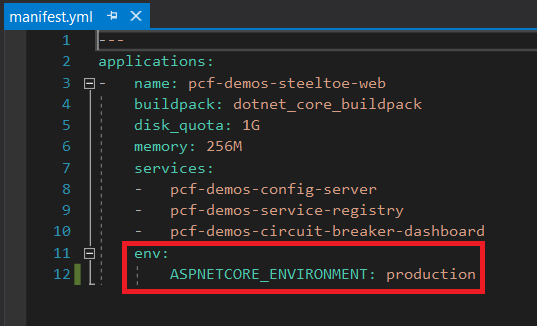 manifest.yml
1 ---
2 applications:
3 -   name: pcf-demos-steeltoe-web
4     buildpack: dotnet_core_buildpack
5     disk_quota: 1G
6     memory: 256M
7     services:
8     -   pcf-demos-config-server
9     -   pcf-demos-service-registry
10     -   pcf-demos-circuit-breaker-dashboard
11     env:
12         ASPNETCORE_ENVIRONMENT: production